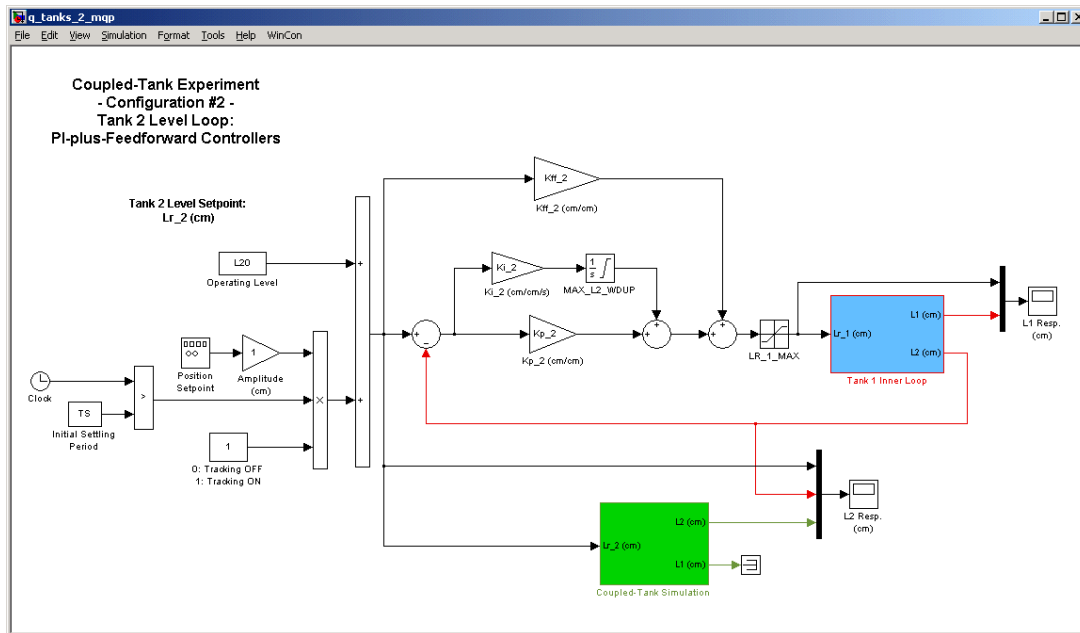 q_tanks_2_mqp
File Edit View Simulation Format Tools Help WinCon
Coupled-Tank Experiment
- Configuration #2 -
Tank 2 Level Loop:
PI-plus-Feedforward Controllers
Tank 2 Level Setpoint:
Lr_2 (cm)
L20
Operating Level
Position
Setpoint
1
Amplitude
(cm)
Clock
TS
Initial Settling
Period
>
1
0: Tracking OFF
1: Tracking ON
×
+
+
Kff_2
Kff_2 (cm/cm)
Ki_2
Ki_2 (cm/cm/s)
1
s
MAX_L2_WDUP
+
−
Kp_2
Kp_2 (cm/cm)
+
+
+
+
LR_1_MAX
Lr_1 (cm)
L1 (cm)
L2 (cm)
Tank 1 Inner Loop
L1 Resp.
(cm)
L2 Resp.
(cm)
Lr_2 (cm)
L2 (cm)
L1 (cm)
Coupled-Tank Simulation